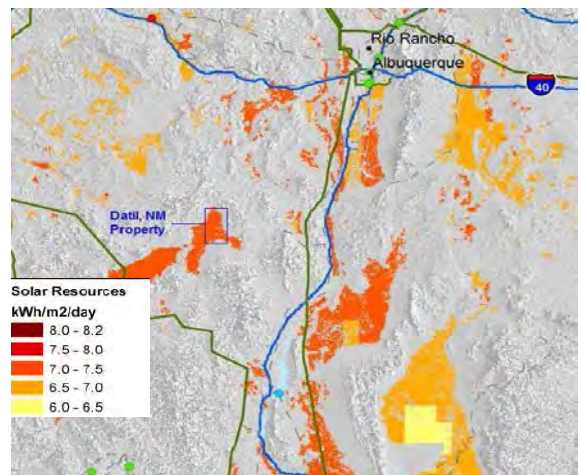 Rio Rancho
Albuquerque
40
Datil, NM
Property
Solar Resources
kWh/m2/day
8.0 - 8.2
7.5 - 8.0
7.0 - 7.5
6.5 - 7.0
6.0 - 6.5